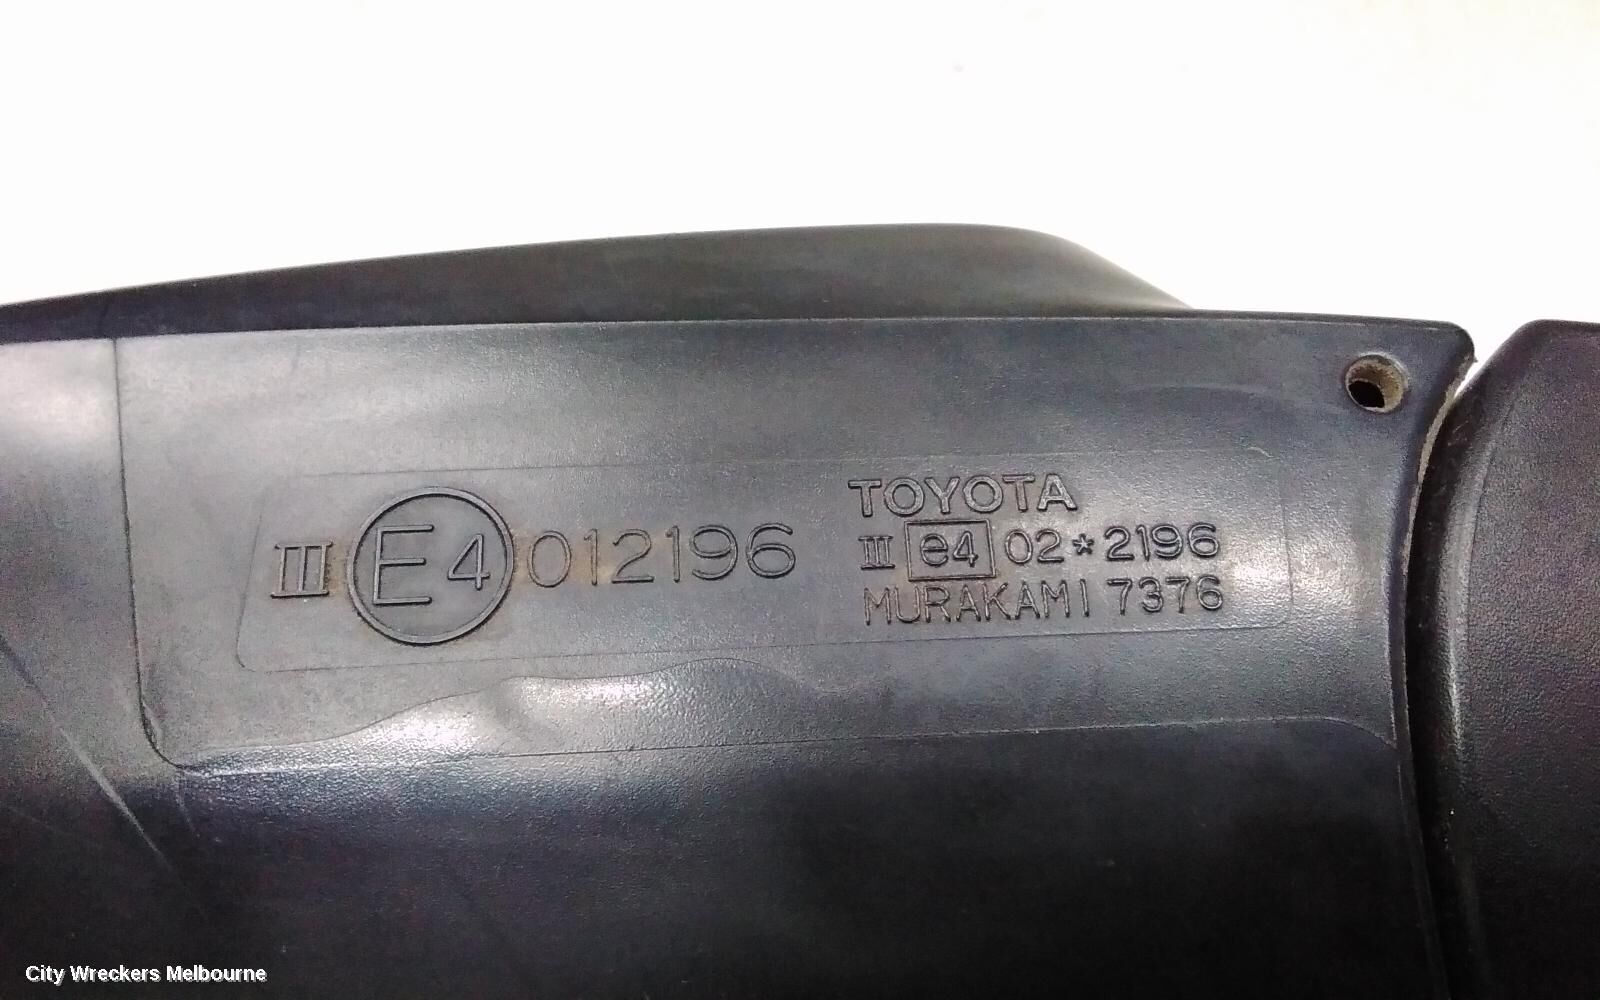 III E4 012196
TOYOTA
III e4 02*2196
MURAKAMI 7376
City Wreckers Melbourne